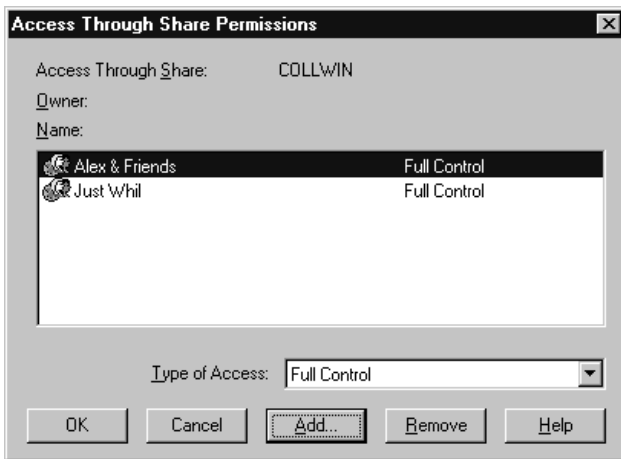 Access Through Share Permissions
Access Through Share: COLLWIN
Owner:
Name:
Alex & Friends Full Control
Just Whil Full Control
Type of Access: Full Control
OK Cancel Add... Remove Help